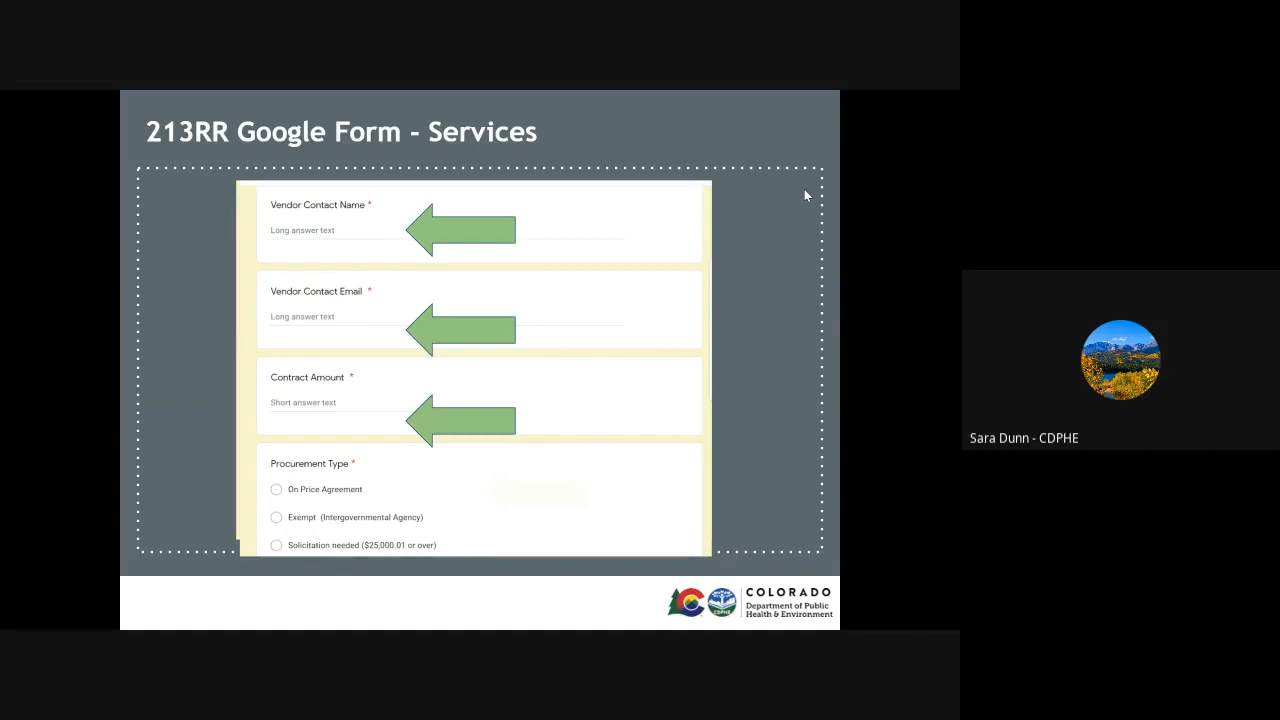 213RR Google Form - Services
Vendor Contact Name *
Long answer text
Vendor Contact Email *
Long answer text
Contract Amount *
Short answer text
Procurement Type *
On Price Agreement
Exempt (Intergovernmental Agency)
Solicitation needed ($25,000.01 or over)
CDPHE
COLORADO
Department of Public
Health & Environment
Sara Dunn - CDPHE